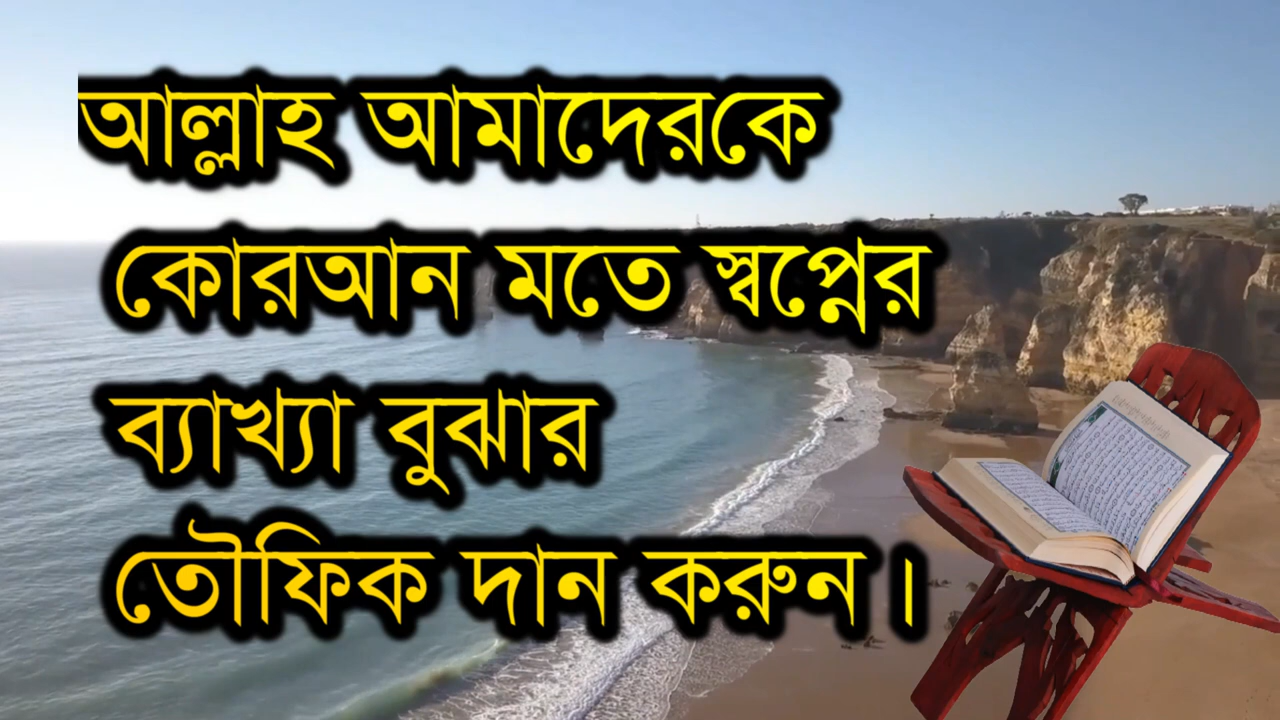 আল্লাহ আমাদেরকে
কোরআন মতে স্বপ্নের
ব্যাখ্যা বুঝার
তৌফিক দান করুন।